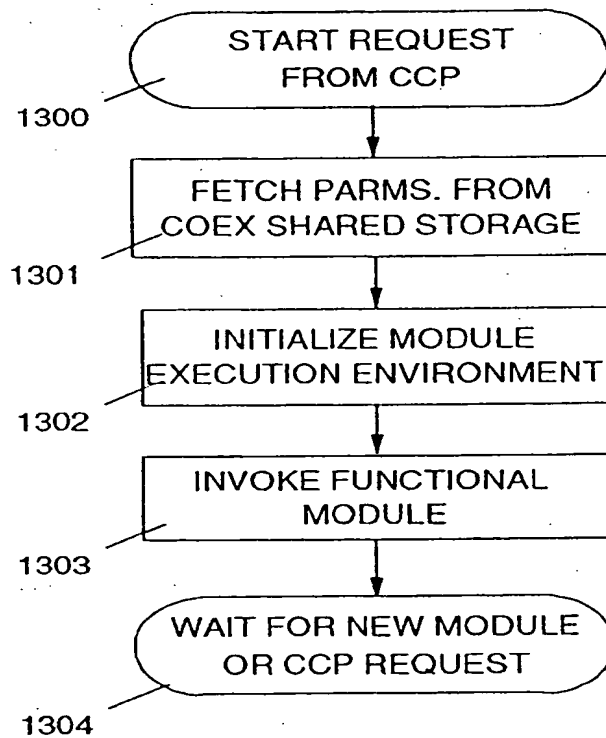 START REQUEST
FROM CCP
1300
FETCH PARMS. FROM
COEX SHARED STORAGE
1301
INITIALIZE MODULE
EXECUTION ENVIRONMENT
1302
INVOKE FUNCTIONAL
MODULE
1303
WAIT FOR NEW MODULE
OR CCP REQUEST
1304